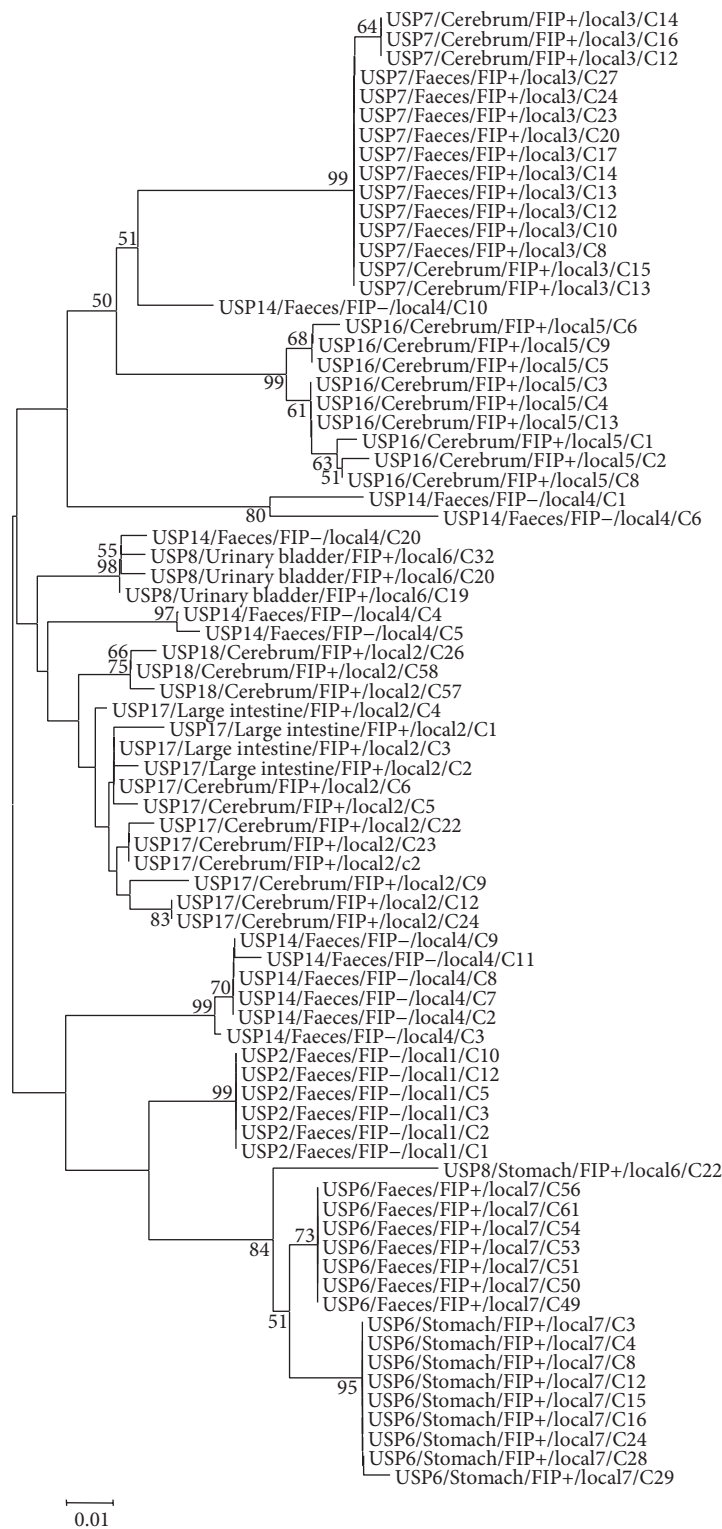 64
USP7/Cerebrum/FIP+/local3/C14
USP7/Cerebrum/FIP+/local3/C16
USP7/Cerebrum/FIP+/local3/C12
USP7/Faeces/FIP+/local3/C27
USP7/Faeces/FIP+/local3/C24
USP7/Faeces/FIP+/local3/C23
USP7/Faeces/FIP+/local3/C20
USP7/Faeces/FIP+/local3/C17
99
USP7/Faeces/FIP+/local3/C14
USP7/Faeces/FIP+/local3/C13
USP7/Faeces/FIP+/local3/C12
USP7/Faeces/FIP+/local3/C10
51
USP7/Faeces/FIP+/local3/C8
USP7/Cerebrum/FIP+/local3/C15
USP7/Cerebrum/FIP+/local3/C13
50
USP14/Faeces/FIP−/local4/C10
USP16/Cerebrum/FIP+/local5/C6
68
USP16/Cerebrum/FIP+/local5/C9
USP16/Cerebrum/FIP+/local5/C5
99
USP16/Cerebrum/FIP+/local5/C3
USP16/Cerebrum/FIP+/local5/C4
61
USP16/Cerebrum/FIP+/local5/C13
USP16/Cerebrum/FIP+/local5/C1
63
USP16/Cerebrum/FIP+/local5/C2
51
USP16/Cerebrum/FIP+/local5/C8
USP14/Faeces/FIP−/local4/C1
80
USP14/Faeces/FIP−/local4/C6
USP14/Faeces/FIP−/local4/C20
55
USP8/Urinary bladder/FIP+/local6/C32
98
USP8/Urinary bladder/FIP+/local6/C20
USP8/Urinary bladder/FIP+/local6/C19
97
USP14/Faeces/FIP−/local4/C4
USP14/Faeces/FIP−/local4/C5
66
USP18/Cerebrum/FIP+/local2/C26
75
USP18/Cerebrum/FIP+/local2/C58
USP18/Cerebrum/FIP+/local2/C57
USP17/Large intestine/FIP+/local2/C4
USP17/Large intestine/FIP+/local2/C1
USP17/Large intestine/FIP+/local2/C3
USP17/Large intestine/FIP+/local2/C2
USP17/Cerebrum/FIP+/local2/C6
USP17/Cerebrum/FIP+/local2/C5
USP17/Cerebrum/FIP+/local2/C22
USP17/Cerebrum/FIP+/local2/C23
USP17/Cerebrum/FIP+/local2/c2
USP17/Cerebrum/FIP+/local2/C9
USP17/Cerebrum/FIP+/local2/C12
83
USP17/Cerebrum/FIP+/local2/C24
USP14/Faeces/FIP−/local4/C9
USP14/Faeces/FIP−/local4/C11
USP14/Faeces/FIP−/local4/C8
70
USP14/Faeces/FIP−/local4/C7
99
USP14/Faeces/FIP−/local4/C2
USP14/Faeces/FIP−/local4/C3
USP2/Faeces/FIP−/local1/C10
USP2/Faeces/FIP−/local1/C12
99
USP2/Faeces/FIP−/local1/C5
USP2/Faeces/FIP−/local1/C3
USP2/Faeces/FIP−/local1/C2
USP2/Faeces/FIP−/local1/C1
USP8/Stomach/FIP+/local6/C22
USP6/Faeces/FIP+/local7/C56
USP6/Faeces/FIP+/local7/C61
USP6/Faeces/FIP+/local7/C54
73
USP6/Faeces/FIP+/local7/C53
84
USP6/Faeces/FIP+/local7/C51
USP6/Faeces/FIP+/local7/C50
USP6/Faeces/FIP+/local7/C49
51
USP6/Stomach/FIP+/local7/C3
USP6/Stomach/FIP+/local7/C4
USP6/Stomach/FIP+/local7/C8
95
USP6/Stomach/FIP+/local7/C12
USP6/Stomach/FIP+/local7/C15
USP6/Stomach/FIP+/local7/C16
USP6/Stomach/FIP+/local7/C24
USP6/Stomach/FIP+/local7/C28
USP6/Stomach/FIP+/local7/C29
0.01